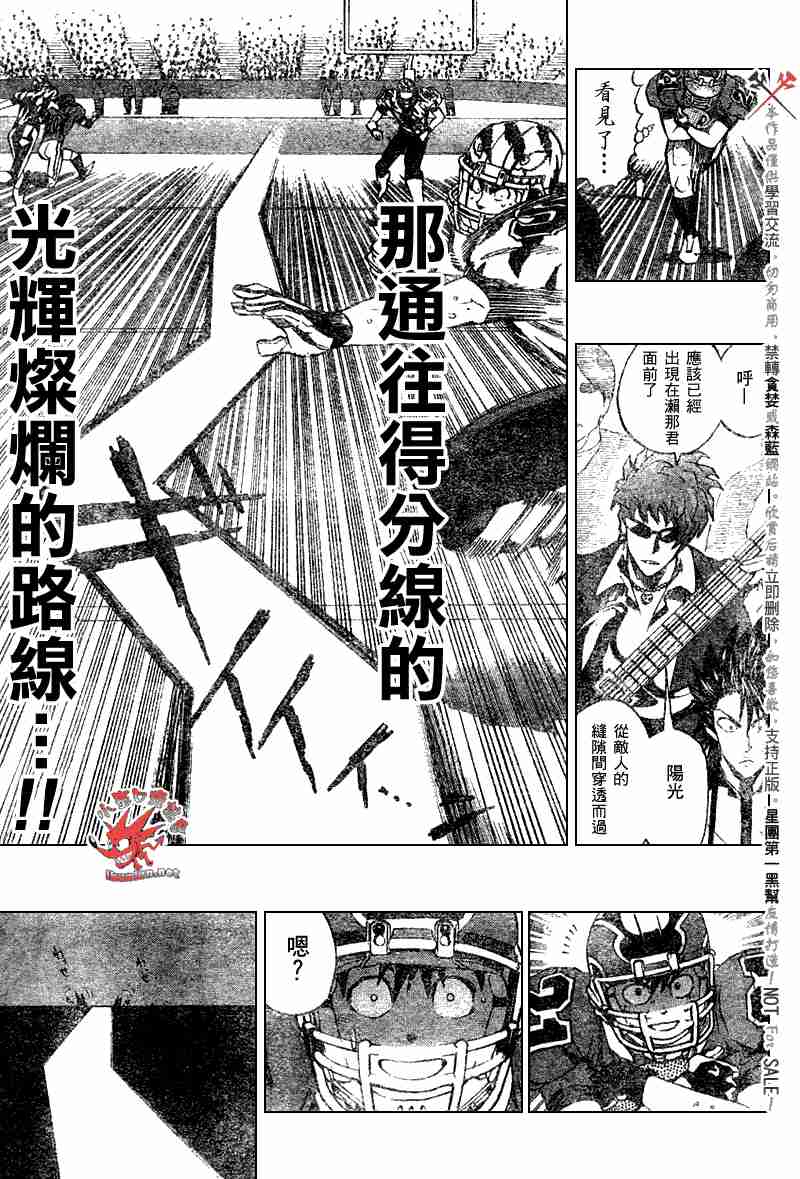 看見了…
呼—
應該已經
出現在瀨那君
面前了
陽光
從敵人的
縫隙間穿透而過
那通往得分線的
光輝燦爛的路線…!!
嗯?
21
本作品僅供學習交流,切勿商用,禁轉貪婪或森藍網站。欣賞后請立即刪除,如您喜歡,支持正版。星團第一黑幫友情打造!NOT For SALE